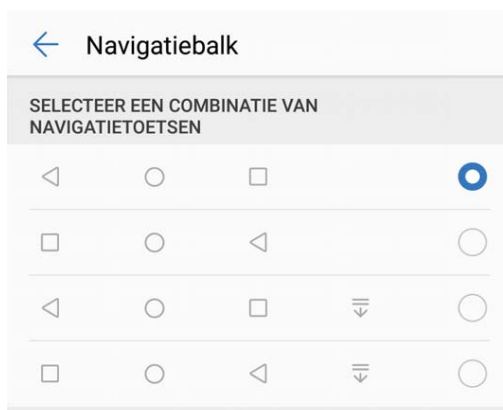 Navigatiebalk
SELECTEER EEN COMBINATIE VAN
NAVIGATIETOETSEN